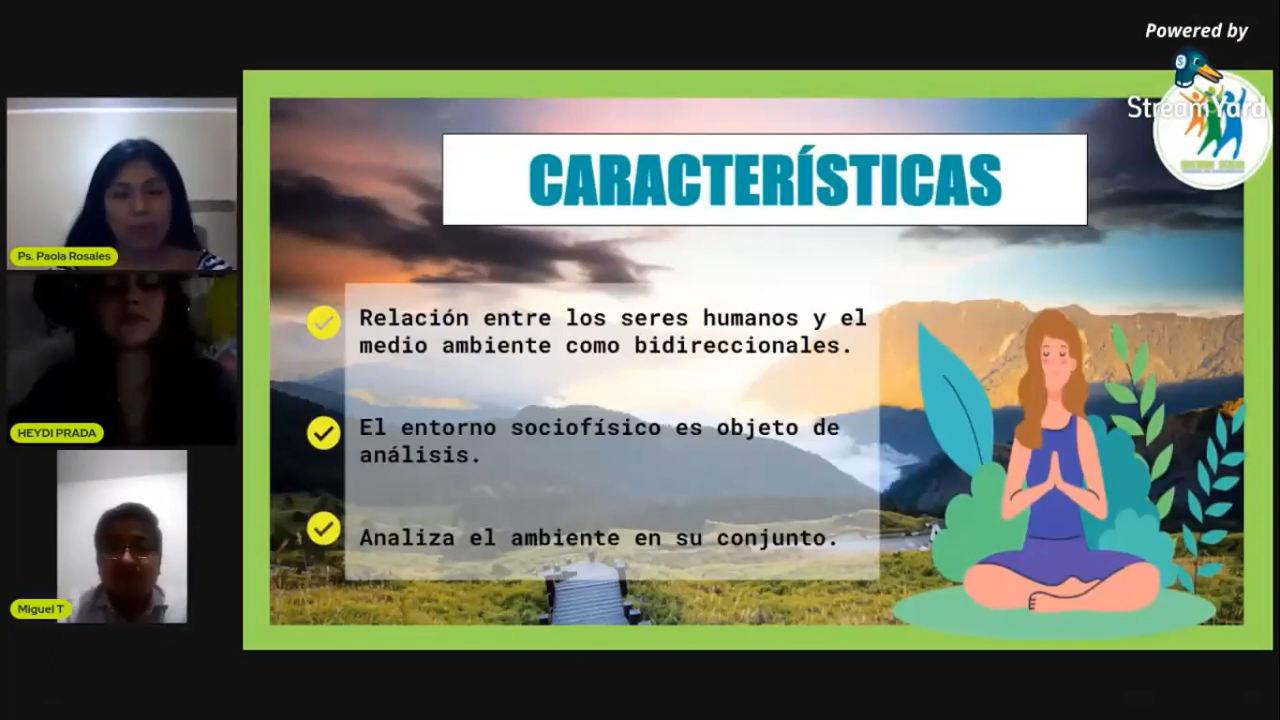 Powered by
StreamYard
CARACTERÍSTICAS
Ps. Paola Rosales
Relación entre los seres humanos y el
medio ambiente como bidireccionales.
HEYDI PRADA
El entorno sociofísico es objeto de
análisis.
Analiza el ambiente en su conjunto.
Miguel T